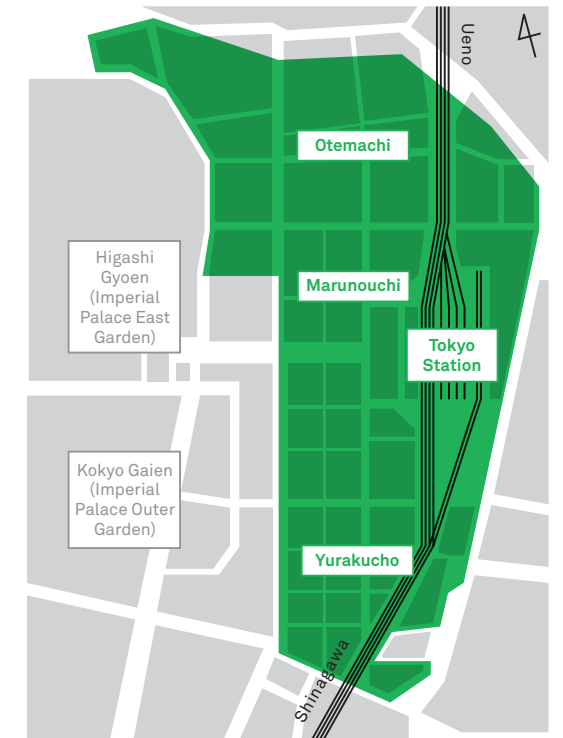 Ueno
Otemachi
Higashi
Gyoen
(Imperial
Palace East
Garden)
Marunouchi
Tokyo
Station
Kokyo Gaien
(Imperial
Palace Outer
Garden)
Yurakucho
Shinagawa